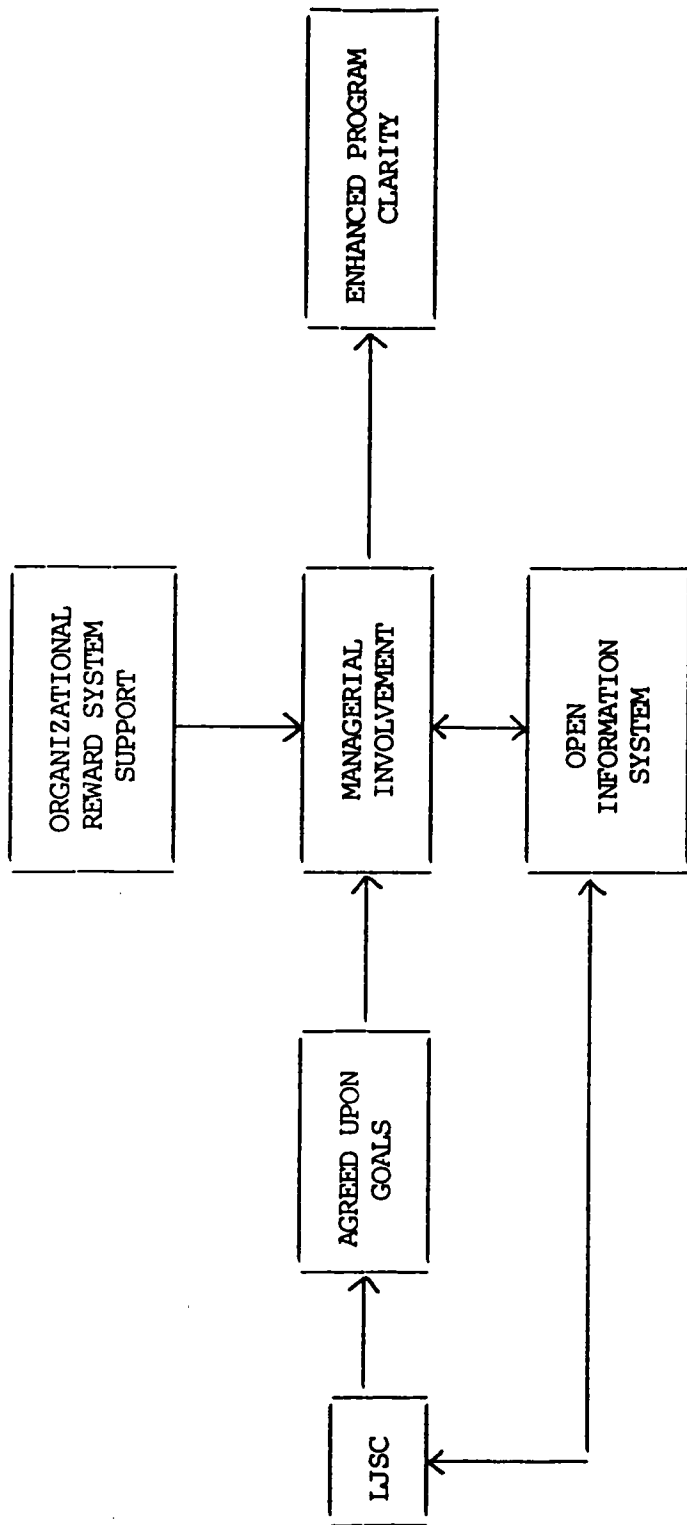 ORGANIZATIONAL
REWARD SYSTEM
SUPPORT
LJSC
AGREED UPON
GOALS
MANAGERIAL
INVOLVEMENT
ENHANCED PROGRAM
CLARITY
OPEN
INFORMATION
SYSTEM